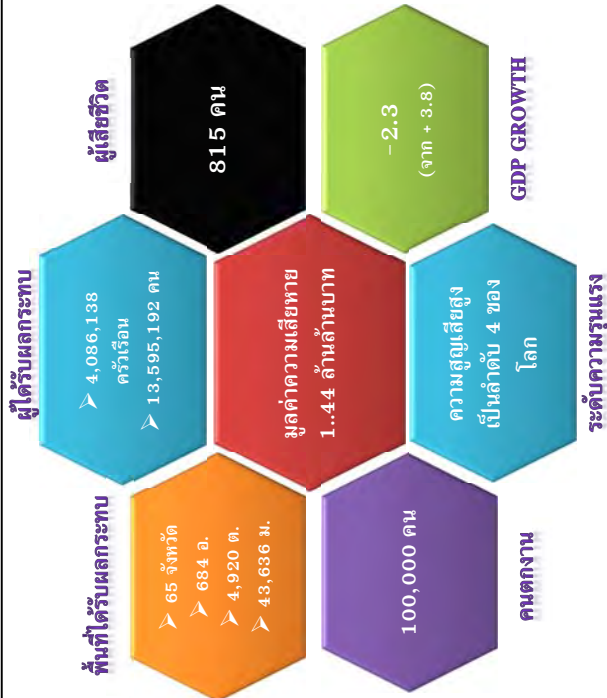 พื้นที่ได้รับผลกระทบ
➢ 65 จังหวัด
➢ 684 อ.
➢ 4,920 ต.
➢ 43,636 ม.
ผู้ได้รับผลกระทบ
➢ 4,086,138
ครัวเรือน
➢ 13,595,192 คน
ผู้เสียชีวิต
815 คน
มูลค่าความเสียหาย
1..44 ล้านล้านบาท
100,000 คน
คนตกงาน
ความสูญเสียสูง
เป็นลำดับ 4 ของ
โลก
ระดับความรนแรง
-2.3
(จาก + 3.8)
GDP GROWTH